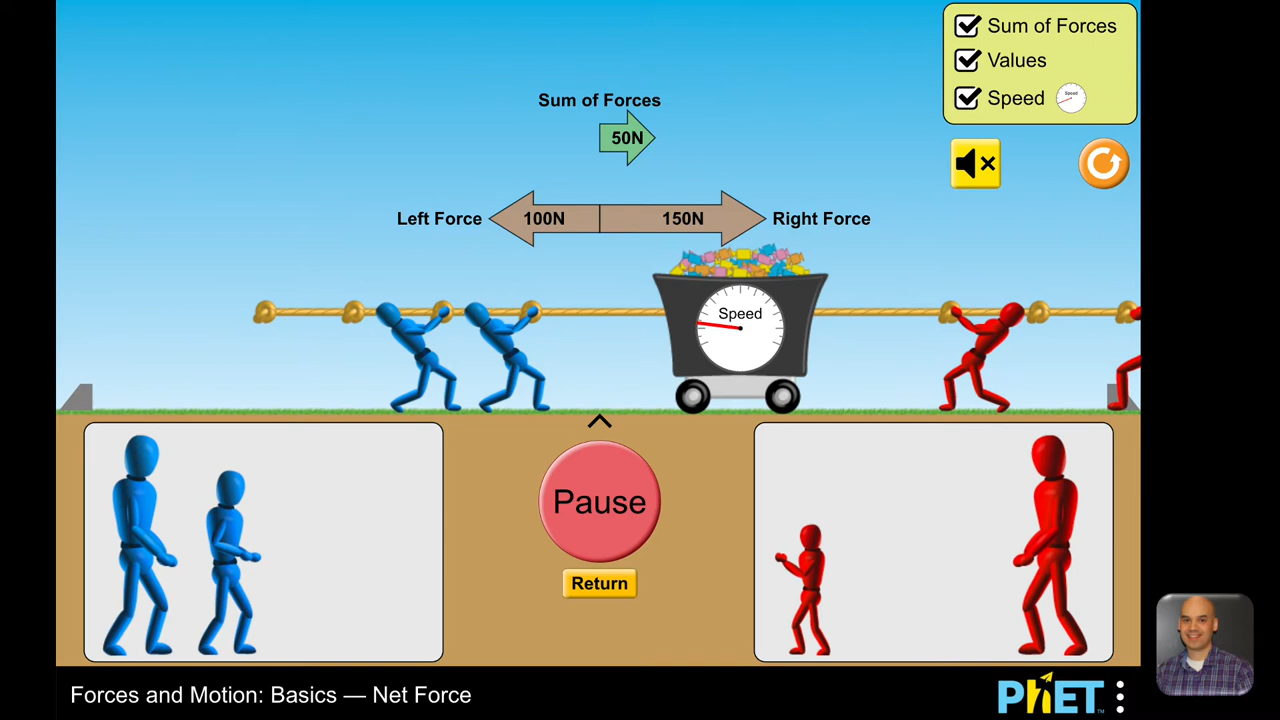 Sum of Forces
Values
Speed
Speed
Sum of Forces
50N
Left Force 100N 150N Right Force
Speed
Pause
Return
Forces and Motion: Basics — Net Force
PhET